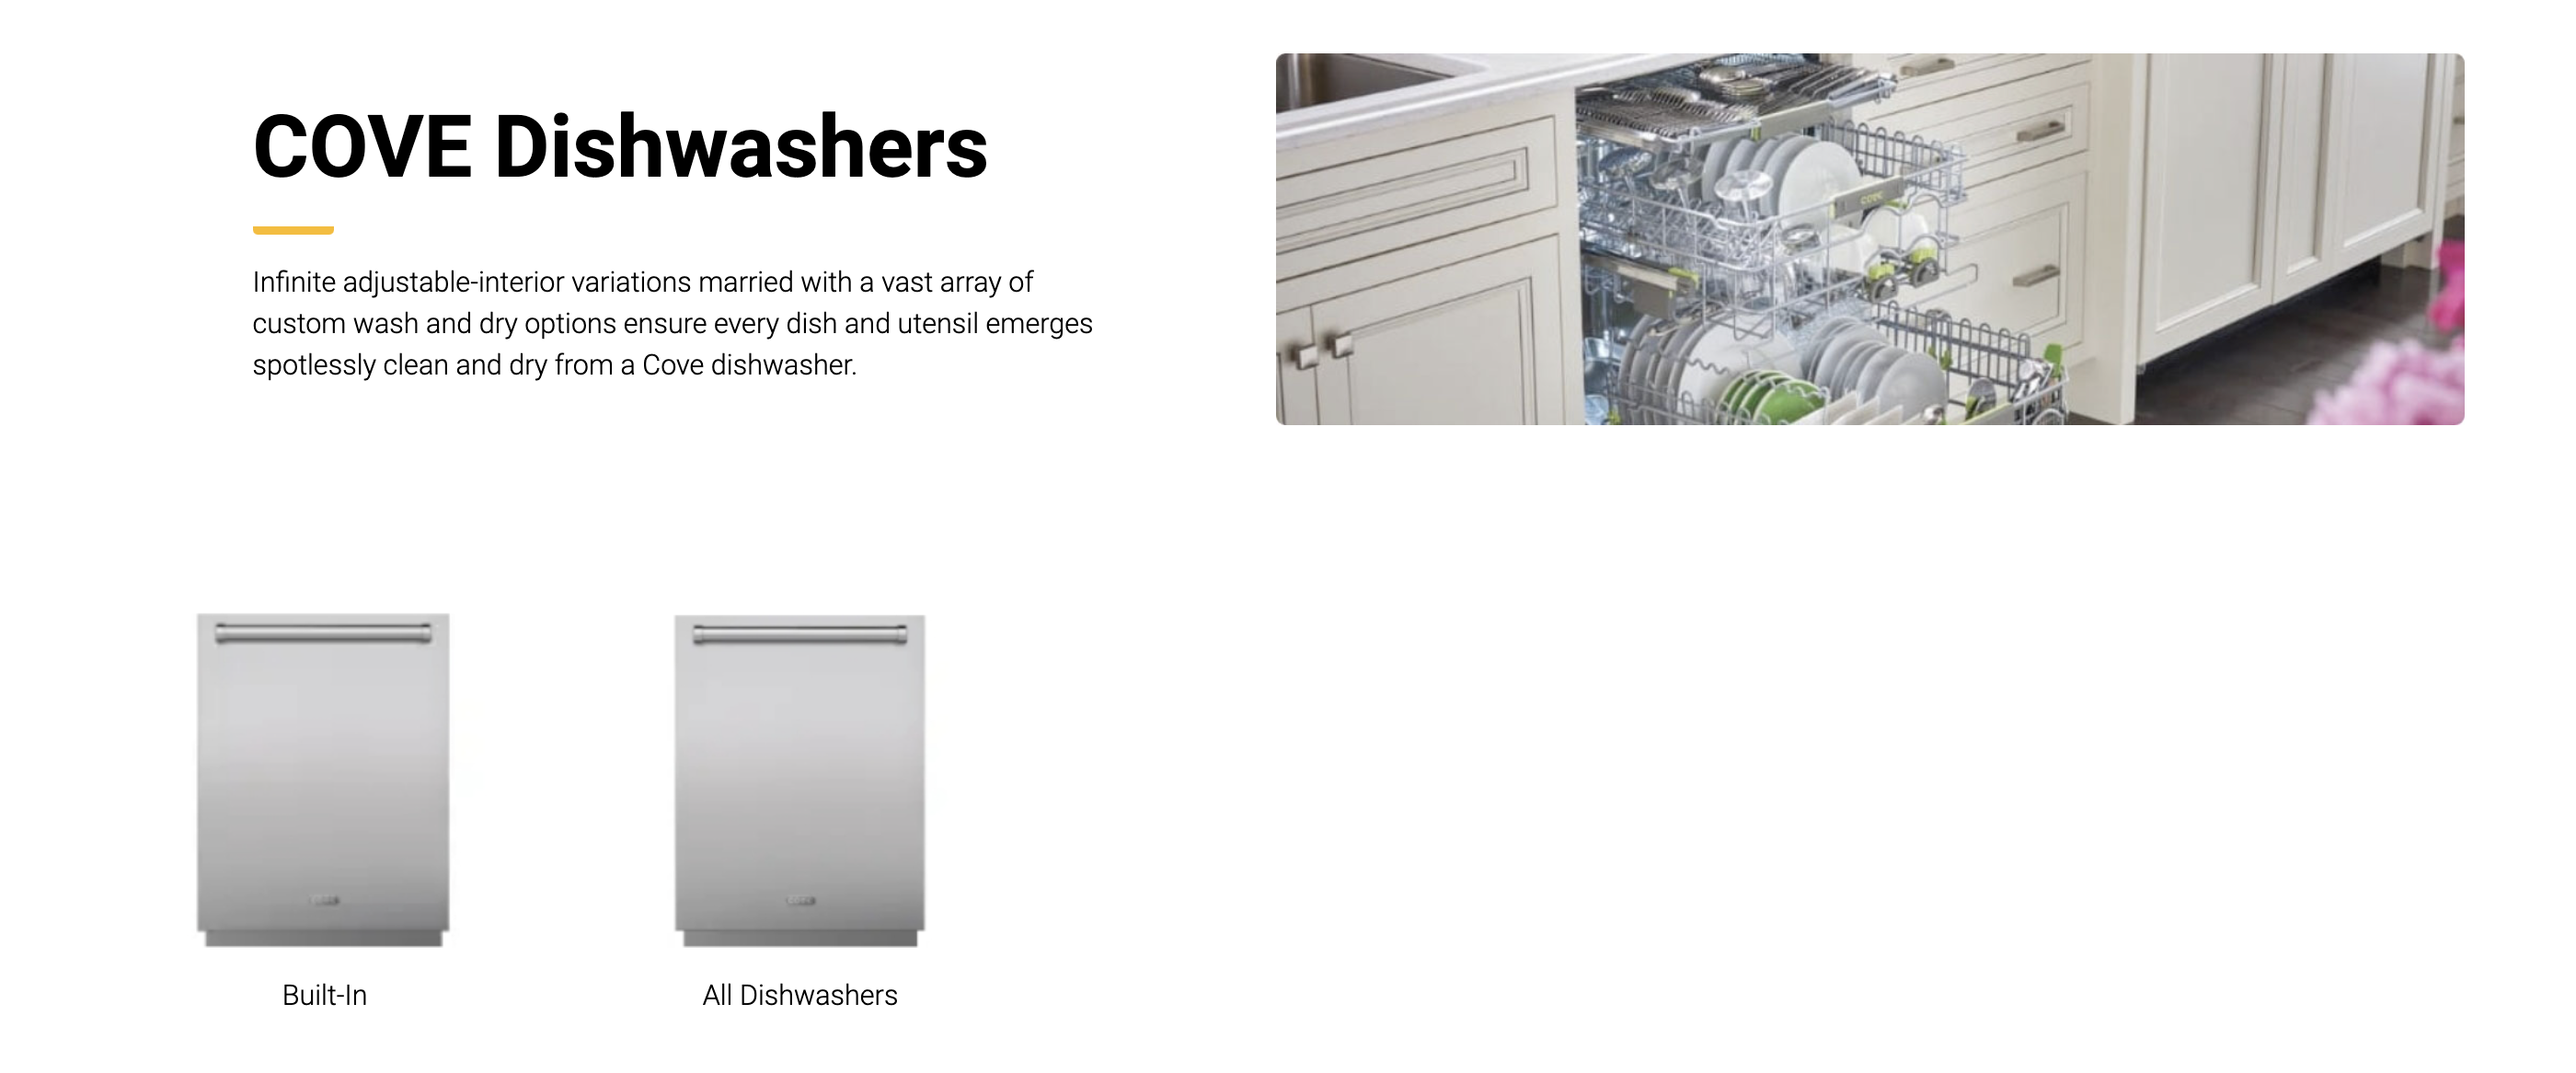 COVE Dishwashers
Infinite adjustable-interior variations married with a vast array of
custom wash and dry options ensure every dish and utensil emerges
spotlessly clean and dry from a Cove dishwasher.
COVE
Built-In
All Dishwashers